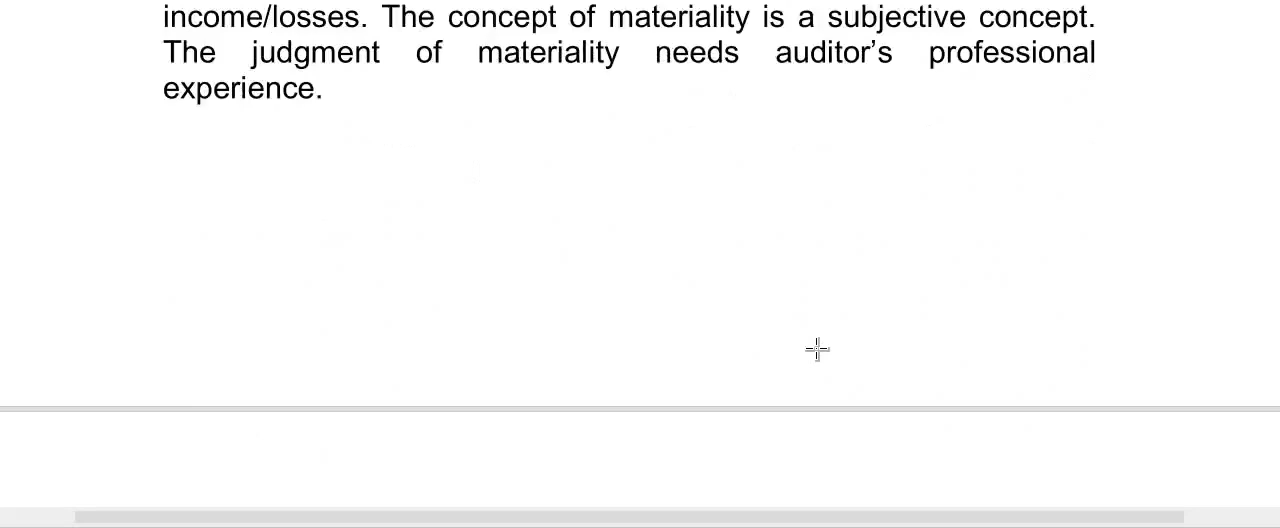 income/losses. The concept of materiality is a subjective concept.
The judgment of materiality needs auditor’s professional
experience.